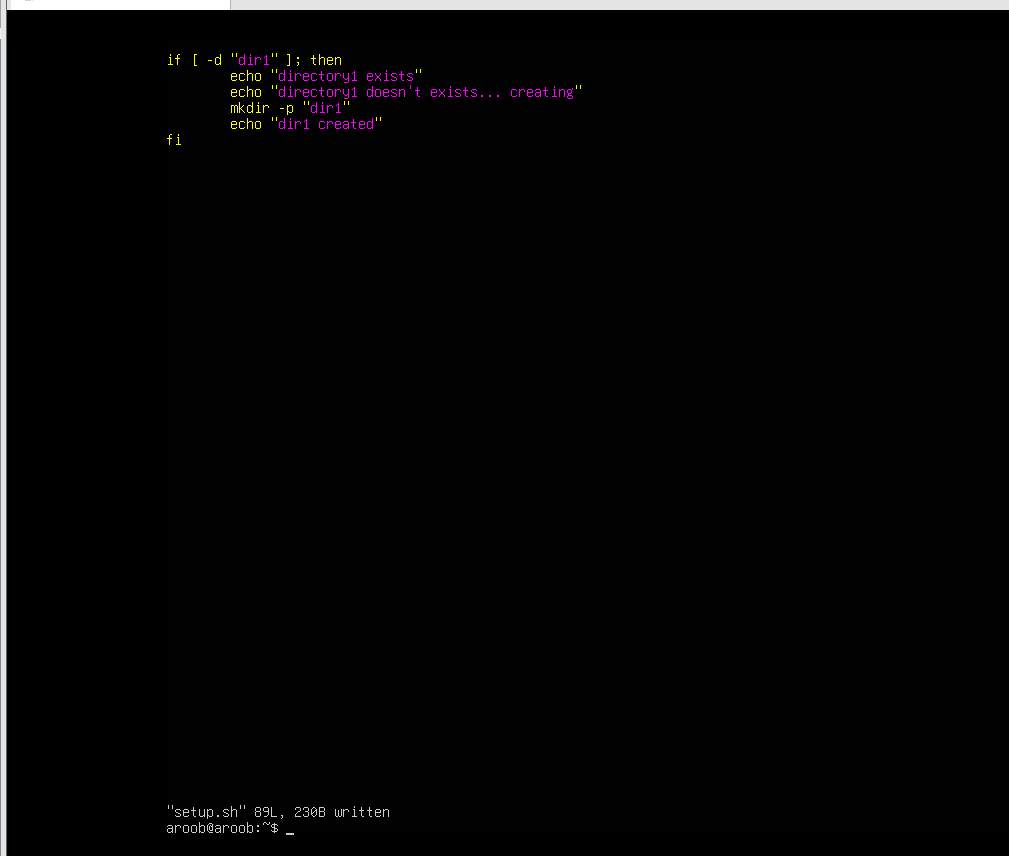 if [ -d "dir1" ]; then
        echo "directory1 exists"
        echo "directory1 doesn't exists... creating"
        mkdir -p "dir1"
        echo "dir1 created"
fi
"setup.sh" 89L, 230B written
aroob@aroob:~$ _